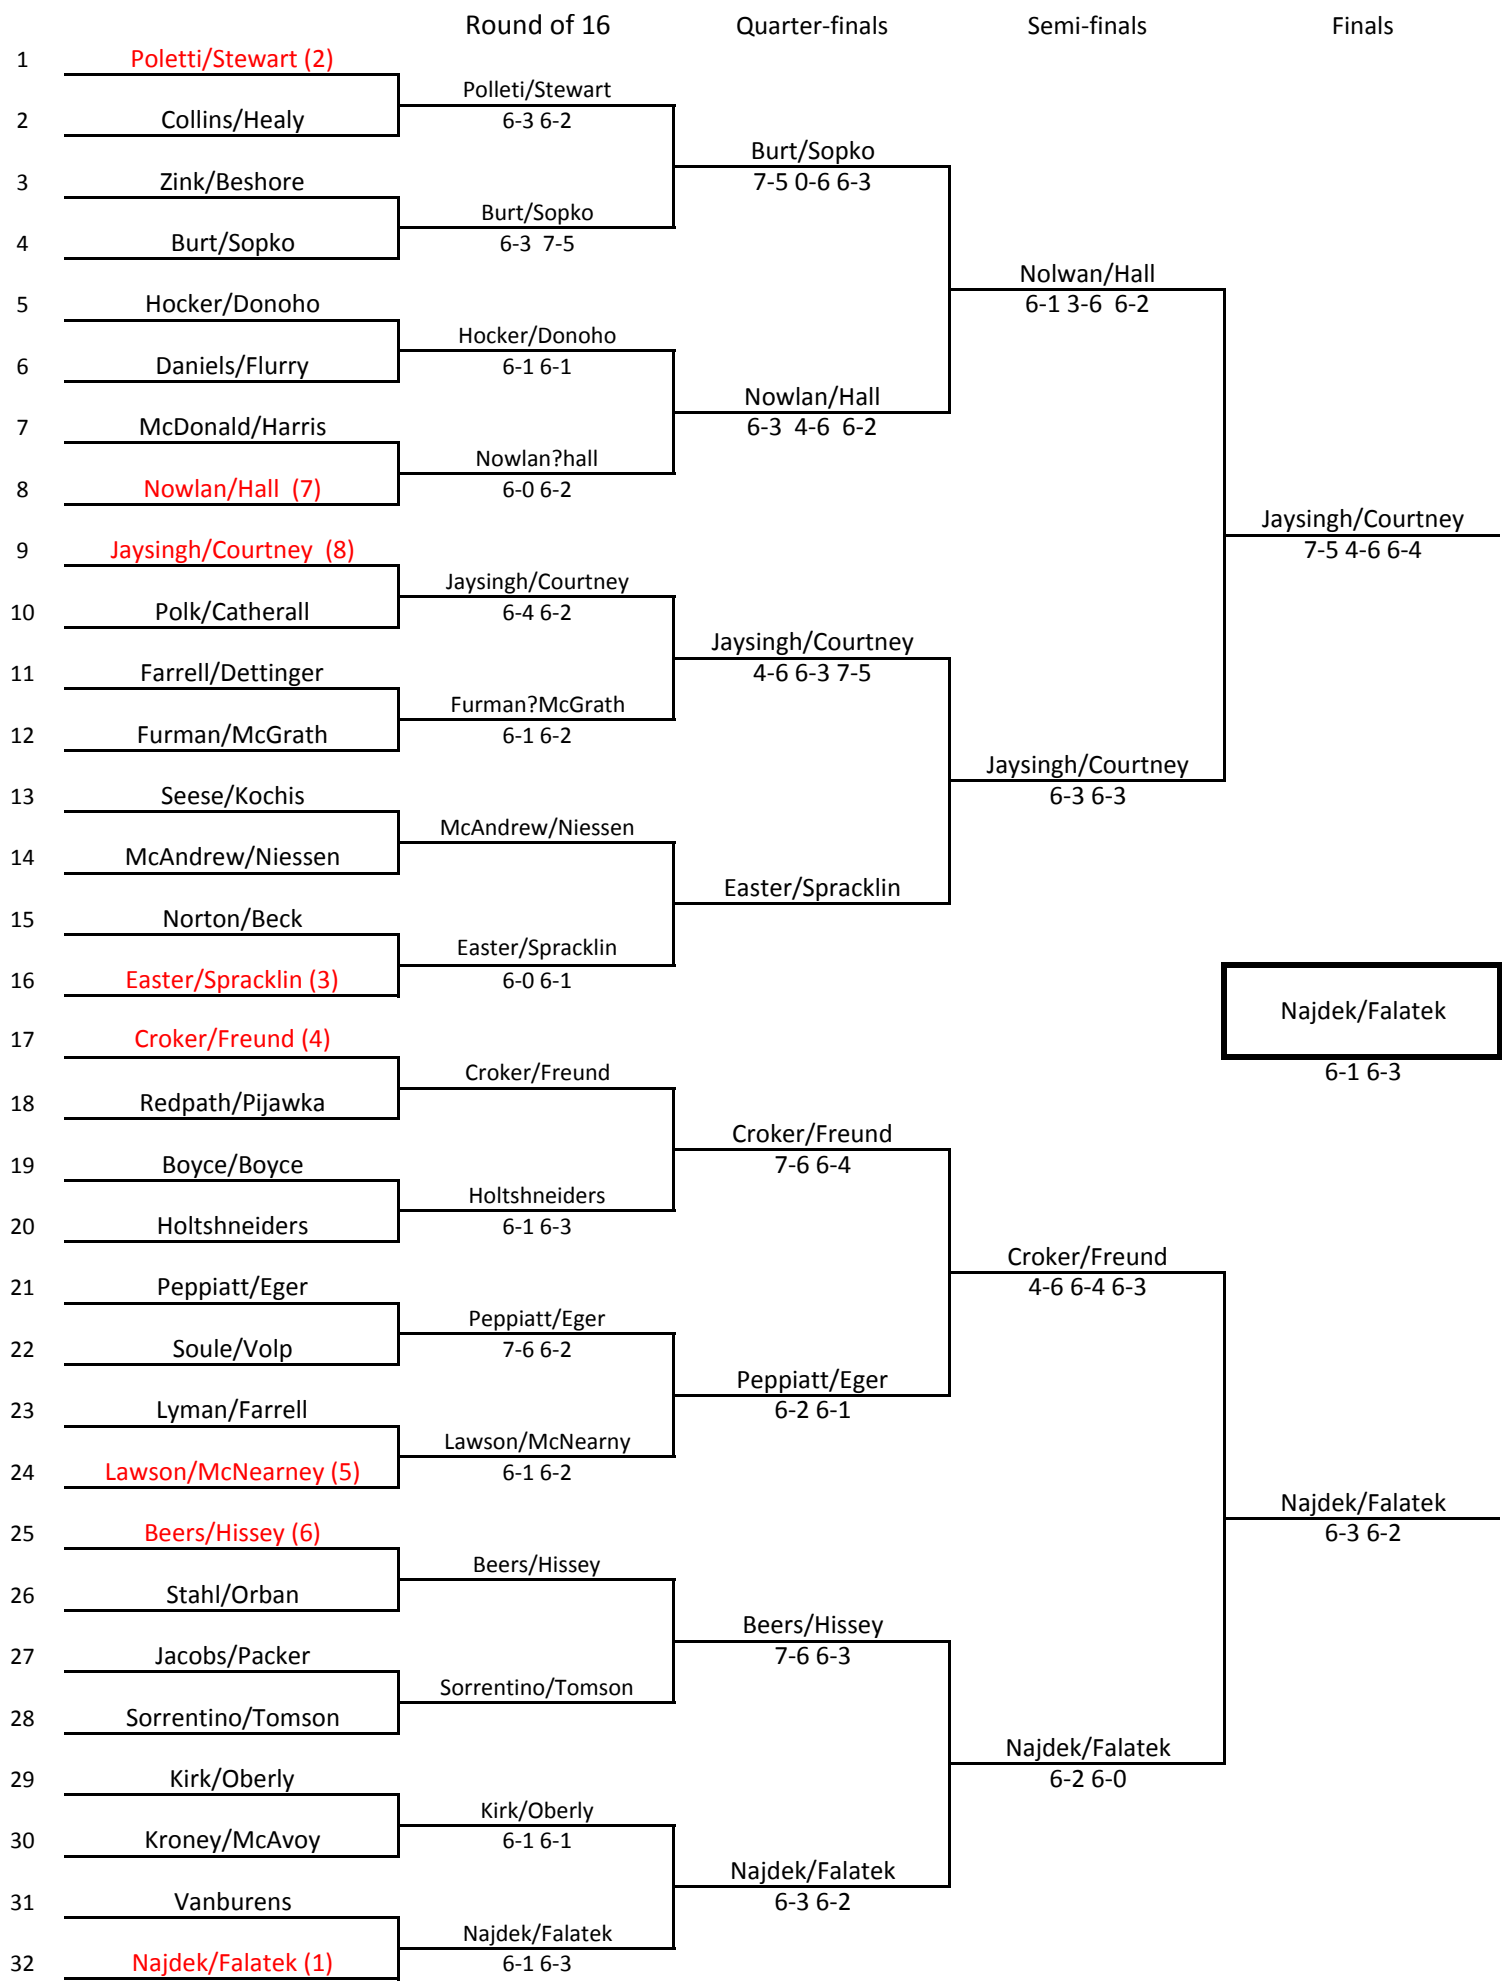 Round of 16 Quarter-finals Semi-finals Finals
1 Poletti/Stewart (2)
Polleti/Stewart
2 Collins/Healy 6-3 6-2
Burt/Sopko
3 Zink/Beshore 7-5 0-6 6-3
Burt/Sopko
4 Burt/Sopko 6-3 7-5
Nolwan/Hall
5 Hocker/Donoho 6-1 3-6 6-2
Hocker/Donoho
6 Daniels/Flurry 6-1 6-1
Nowlan/Hall
7 McDonald/Harris 6-3 4-6 6-2
Nowlan?hall
8 Nowlan/Hall (7) 6-0 6-2
Jaysingh/Courtney
9 Jaysingh/Courtney (8) 7-5 4-6 6-4
Jaysingh/Courtney
10 Polk/Catherall 6-4 6-2
Jaysingh/Courtney
11 Farrell/Dettinger 4-6 6-3 7-5
Furman?McGrath
12 Furman/McGrath 6-1 6-2
Jaysingh/Courtney
13 Seese/Kochis 6-3 6-3
McAndrew/Niessen
14 McAndrew/Niessen
Easter/Spracklin
15 Norton/Beck
Easter/Spracklin
16 Easter/Spracklin (3) 6-0 6-1
Najdek/Falatek
17 Croker/Freund (4)
Croker/Freund 6-1 6-3
18 Redpath/Pijawka
Croker/Freund
19 Boyce/Boyce 7-6 6-4
Holtshneiders
20 Holtshneiders 6-1 6-3
Croker/Freund
21 Peppiatt/Eger 4-6 6-4 6-3
Peppiatt/Eger
22 Soule/Volp 7-6 6-2
Peppiatt/Eger
23 Lyman/Farrell 6-2 6-1
Lawson/McNearny
24 Lawson/McNearney (5) 6-1 6-2
Najdek/Falatek
25 Beers/Hissey (6) 6-3 6-2
Beers/Hissey
26 Stahl/Orban
Beers/Hissey
27 Jacobs/Packer 7-6 6-3
Sorrentino/Tomson
28 Sorrentino/Tomson
Najdek/Falatek
29 Kirk/Oberly 6-2 6-0
Kirk/Oberly
30 Kroney/McAvoy 6-1 6-1
Najdek/Falatek
31 Vanburens 6-3 6-2
Najdek/Falatek
32 Najdek/Falatek (1) 6-1 6-3